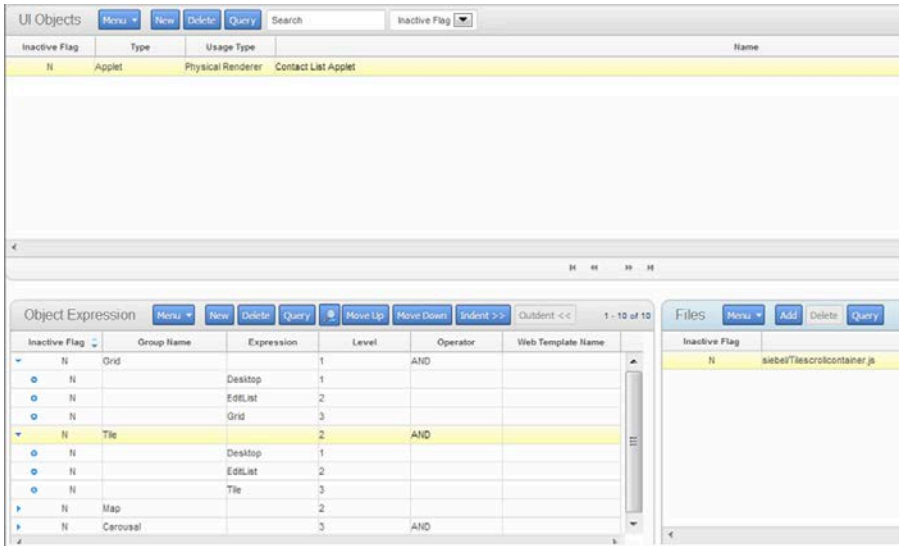 UI Objects Menu New Delete Query Search Inactive Flag
Inactive Flag Type Usage Type Name
N Applet Physical Renderer Contact List Applet
Object Expression Menu New Delete Query Move Up Move Down Indent >> Outdent << 1 - 10 of 10
Inactive Flag Group Name Expression Level Operator Web Template Name
N Grid 1 AND
N Desktop 1
N EditList 2
N Grid 3
N Tile 2 AND
N Desktop 1
N EditList 2
N Tile 3
N Map 2
N Carousal 3 AND
Files Menu Add Delete Query
Inactive Flag
N siebel/Tilescrollcontainer.js